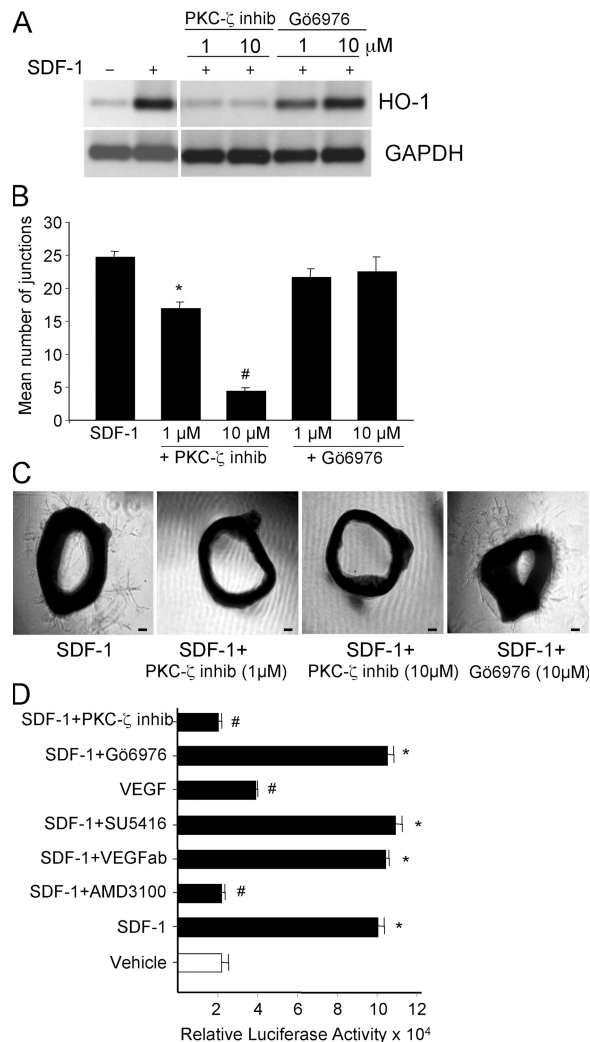 A
PKC-ζ inhib Gö6976
1 10 1 10 μM
SDF-1 – + + + + +
HO-1
GAPDH
B
Mean number of junctions
30
25
20
15
10
5
0
*
#
SDF-1 1 µM 10 µM 1 µM 10 µM
+ PKC-ζ inhib + Gö6976
C
SDF-1 SDF-1+ SDF-1+ SDF-1+
PKC-ζ inhib (1µM) PKC-ζ inhib (10µM) Gö6976 (10µM)
D
SDF-1+PKC-ζ inhib #
SDF-1+Gö6976 *
VEGF #
SDF-1+SU5416 *
SDF-1+VEGFab *
SDF-1+AMD3100 #
SDF-1 *
Vehicle
2 4 6 8 10 12
Relative Luciferase Activity x 10⁴